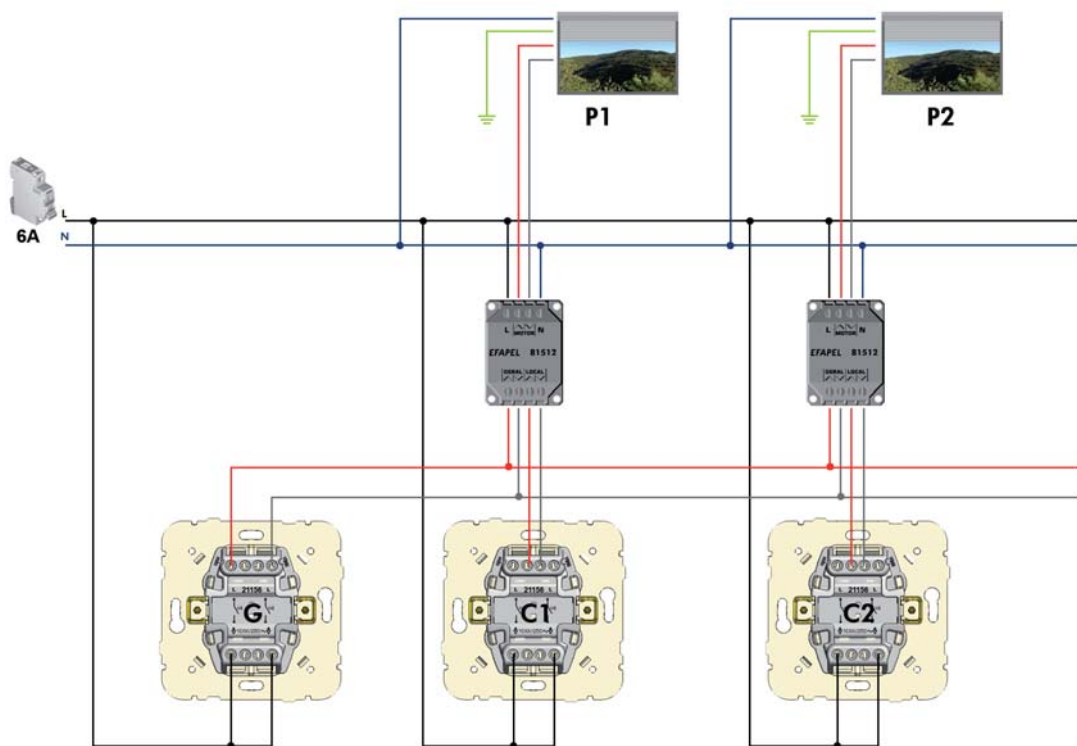 P1
P2
L
N
6A
L MOTOR N
EFAPEL 81512
GERAL LOCAL
L MOTOR N
EFAPEL 81512
GERAL LOCAL
L 21156 L
G
L 21156 L
C1
L 21156 L
C2